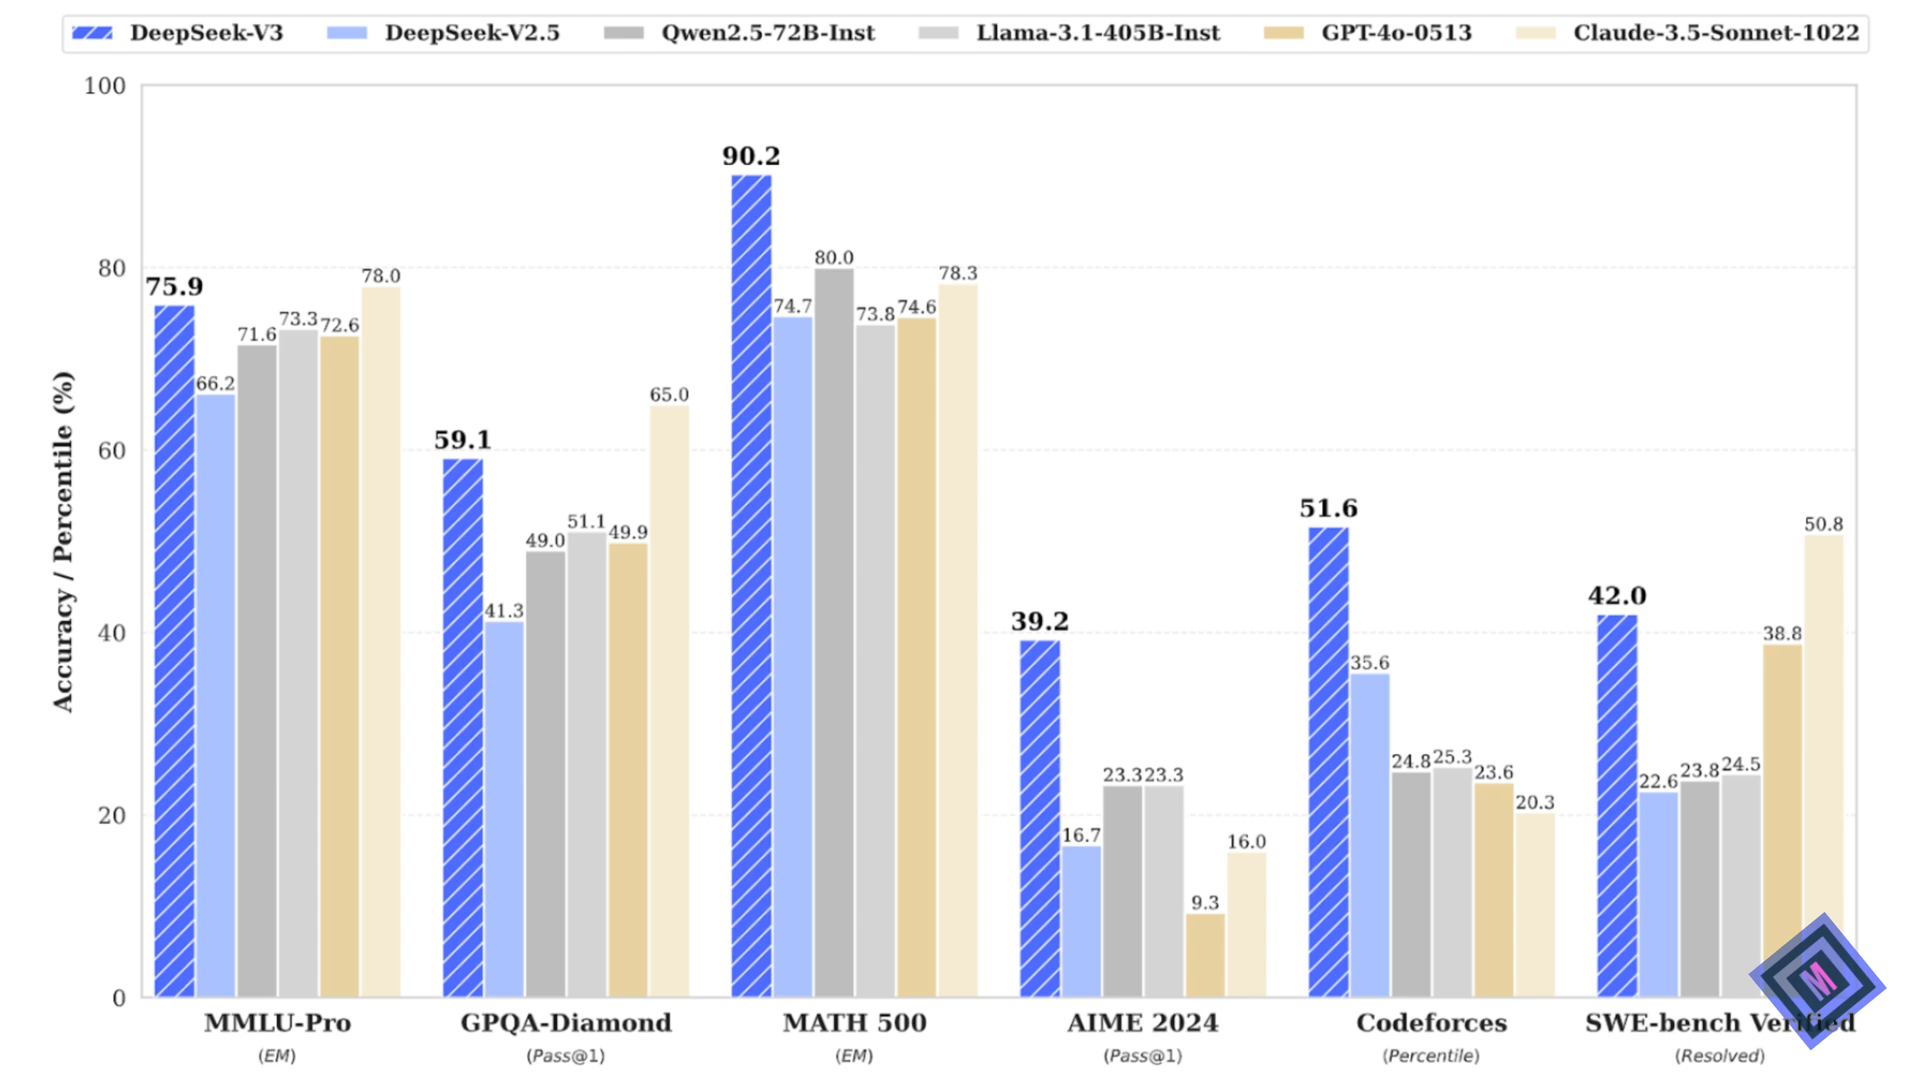 DeepSeek-V3 DeepSeek-V2.5 Qwen2.5-72B-Inst Llama-3.1-405B-Inst GPT-4o-0513 Claude-3.5-Sonnet-1022
Accuracy / Percentile (%)
100
80
60
40
20
0
75.9 66.2 71.6 73.3 72.6 78.0
59.1 41.3 49.0 51.1 49.9 65.0
90.2 74.7 80.0 73.8 74.6 78.3
39.2 16.7 23.3 23.3 9.3 16.0
51.6 35.6 24.8 25.3 23.6 20.3
42.0 22.6 23.8 24.5 38.8 50.8
MMLU-Pro GPQA-Diamond MATH 500 AIME 2024 Codeforces SWE-bench Verified
(EM) (Pass@1) (EM) (Pass@1) (Percentile) (Resolved)
M